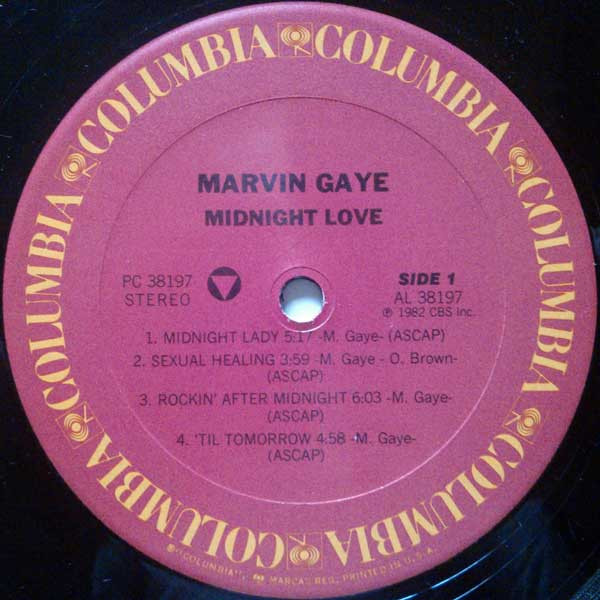 COLUMBIA COLUMBIA COLUMBIA COLUMBIA COLUMBIA COLUMBIA COLUMBIA COLUMBIA
MARVIN GAYE
MIDNIGHT LOVE
PC 38197
STEREO
SIDE 1
AL 38197
℗ 1982 CBS Inc.
1. MIDNIGHT LADY 5:17 -M. Gaye- (ASCAP)
2. SEXUAL HEALING 3:59 -M. Gaye - O. Brown-
(ASCAP)
3. ROCKIN' AFTER MIDNIGHT 6:03 -M. Gaye-
(ASCAP)
4. 'TIL TOMORROW 4:58 -M. Gaye-
(ASCAP)
® "COLUMBIA", MARCAS REG. PRINTED IN U.S.A.